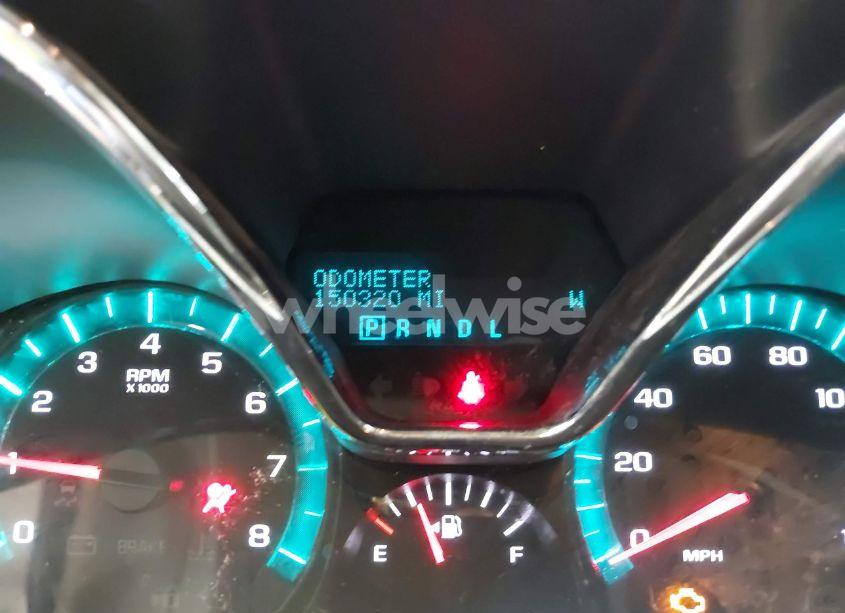 ODOMETER
150320 MI W
wheelwise
P R N D L
0 1 2 3 4 5 6 7 8
RPM
X 1000
BRAKE
E F
0 20 40 60 80
MPH